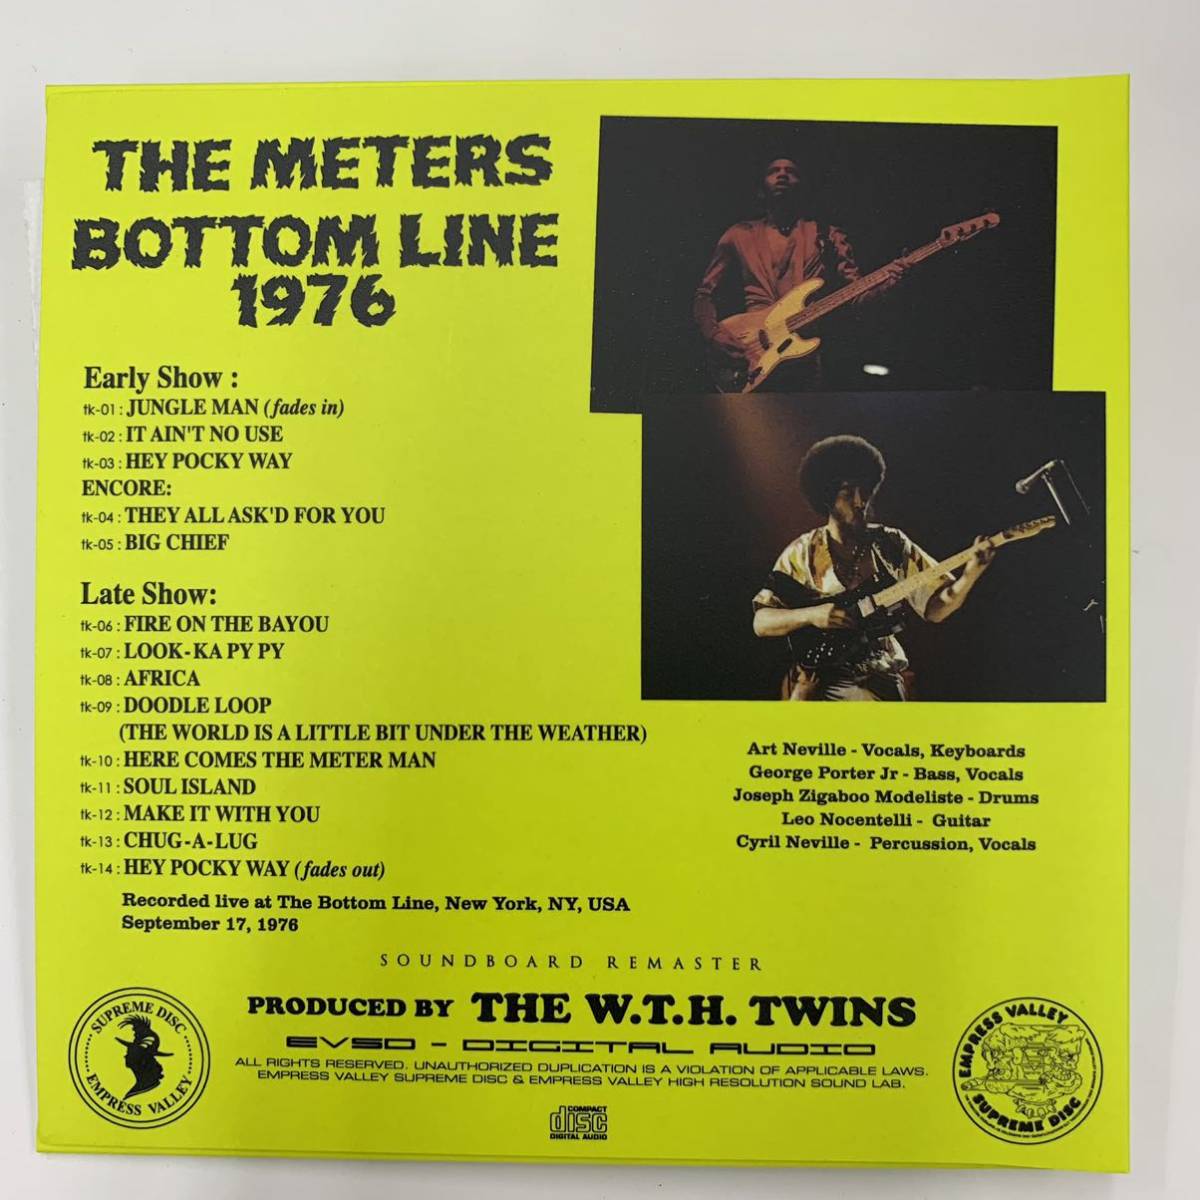 THE METERS
BOTTOM LINE
1976
Early Show :
tk-01 : JUNGLE MAN (fades in)
tk-02 : IT AIN'T NO USE
tk-03 : HEY POCKY WAY
ENCORE:
tk-04 : THEY ALL ASK'D FOR YOU
tk-05 : BIG CHIEF
Late Show:
tk-06 : FIRE ON THE BAYOU
tk-07 : LOOK-KA PY PY
tk-08 : AFRICA
tk-09 : DOODLE LOOP
(THE WORLD IS A LITTLE BIT UNDER THE WEATHER)
tk-10 : HERE COMES THE METER MAN
tk-11 : SOUL ISLAND
tk-12 : MAKE IT WITH YOU
tk-13 : CHUG-A-LUG
tk-14 : HEY POCKY WAY (fades out)
Recorded live at The Bottom Line, New York, NY, USA
September 17, 1976
Art Neville - Vocals, Keyboards
George Porter Jr - Bass, Vocals
Joseph Zigaboo Modeliste - Drums
Leo Nocentelli - Guitar
Cyril Neville - Percussion, Vocals
SOUNDBOARD REMASTER
PRODUCED BY THE W.T.H. TWINS
EVSD - DIGITAL AUDIO
ALL RIGHTS RESERVED. UNAUTHORIZED DUPLICATION IS A VIOLATION OF APPLICABLE LAWS.
EMPRESS VALLEY SUPREME DISC & EMPRESS VALLEY HIGH RESOLUTION SOUND LAB.
SUPREME DISC
EMPRESS VALLEY
COMPACT
disc
DIGITAL AUDIO
EMPRESS VALLEY
SUPREME DISC